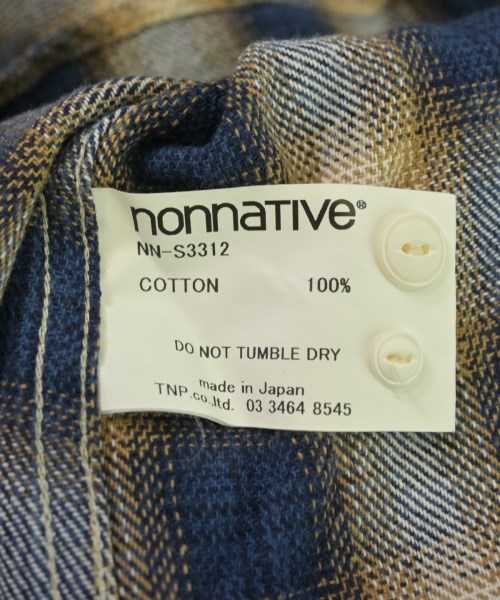 nonnative®
NN-S3312
COTTON 100%
DO NOT TUMBLE DRY
made in Japan
TNP.co.,ltd. 03 3464 8545